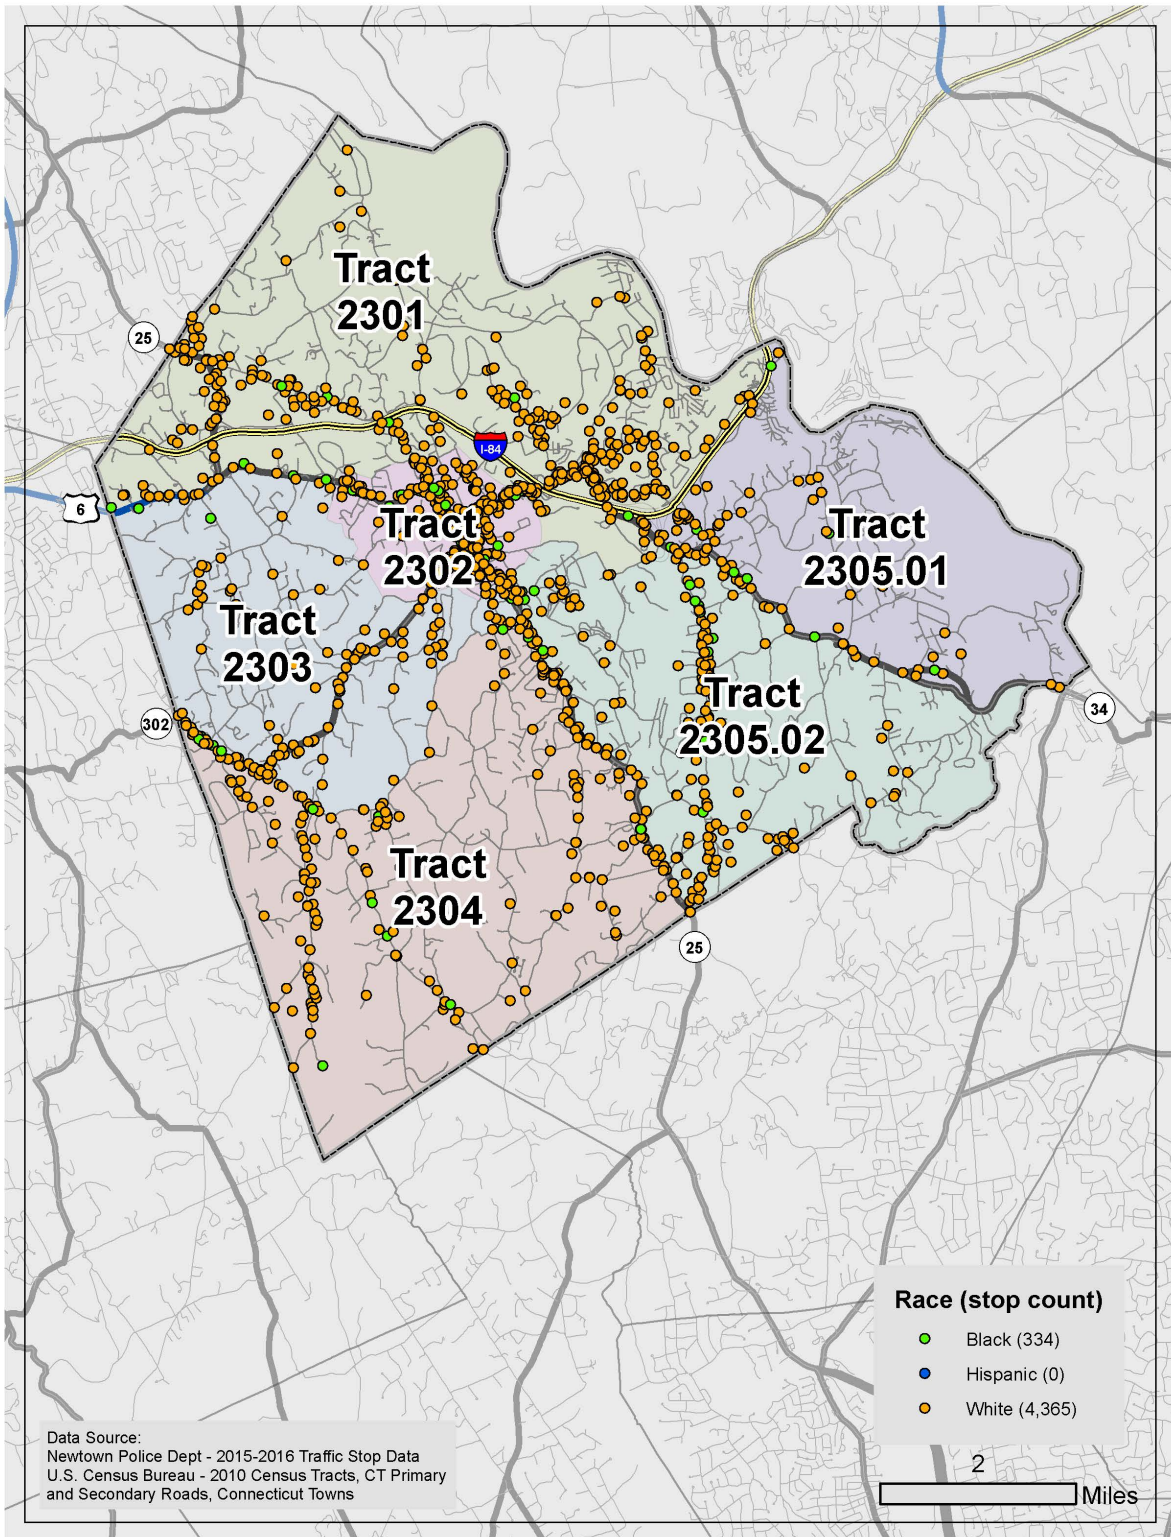 Tract
2301
25
I-84
6
Tract
2302
Tract
2305.01
Tract
2303
302
Tract
2305.02
34
Tract
2304
25
Race (stop count)
Black (334)
Hispanic (0)
White (4,365)
Data Source:
Newtown Police Dept - 2015-2016 Traffic Stop Data
U.S. Census Bureau - 2010 Census Tracts, CT Primary
and Secondary Roads, Connecticut Towns
2
Miles